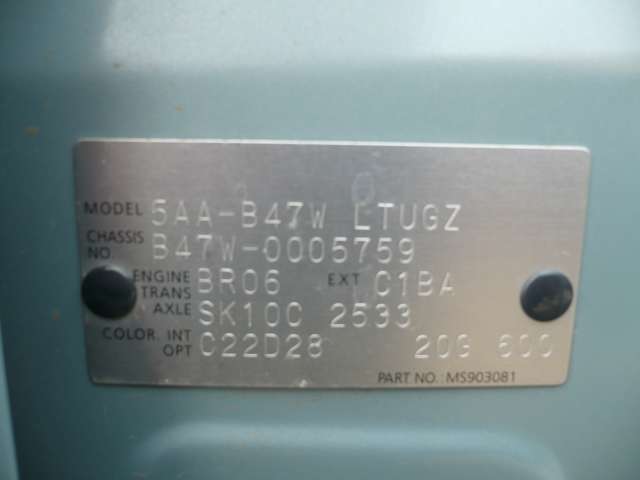 MODEL 5AA-B47W LTUGZ
CHASSIS NO. B47W-0005759
ENGINE BR06 EXT C1BA
TRANS AXLE SK10C 2533
COLOR. INT OPT C22D28 20G 500
PART NO.: MS903081